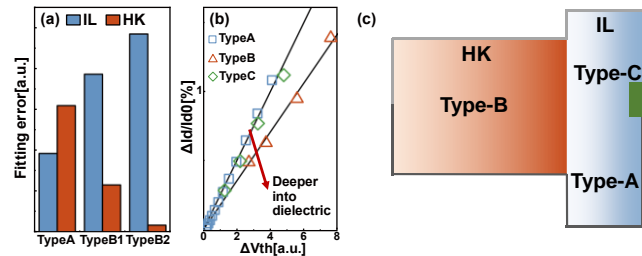 (a)
IL
HK
Fitting error[a.u.]
TypeA
TypeB1
TypeB2
(b)
TypeA
TypeB
TypeC
ΔId/Id0[%]
1
Deeper
into
dielectric
0
2
4
6
8
ΔVth[a.u.]
(c)
IL
HK
Type-C
Type-B
Type-A